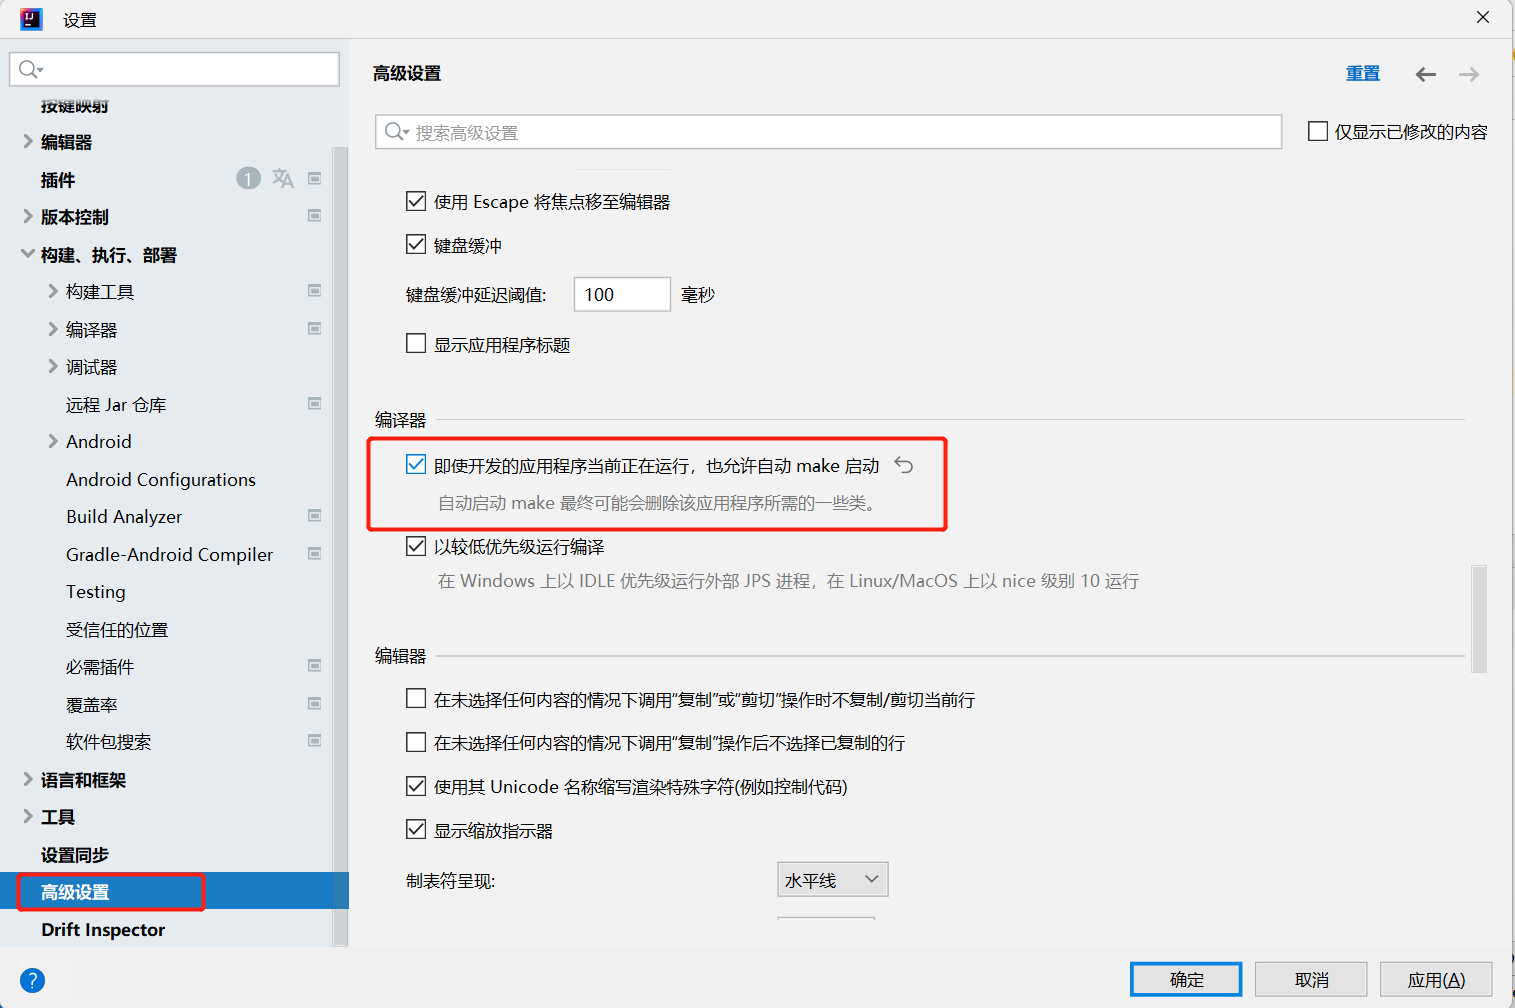 设置
按键映射
编辑器
插件
1
版本控制
构建、执行、部署
构建工具
编译器
调试器
远程 Jar 仓库
Android
Android Configurations
Build Analyzer
Gradle-Android Compiler
Testing
受信任的位置
必需插件
覆盖率
软件包搜索
语言和框架
工具
设置同步
高级设置
Drift Inspector
?
高级设置
重置
搜索高级设置
仅显示已修改的内容
使用 Escape 将焦点移至编辑器
键盘缓冲
键盘缓冲延迟阈值: 100 毫秒
显示应用程序标题
编译器
即使开发的应用程序当前正在运行，也允许自动 make 启动
自动启动 make 最终可能会删除该应用程序所需的一些类。
以较低优先级运行编译
在 Windows 上以 IDLE 优先级运行外部 JPS 进程，在 Linux/MacOS 上以 nice 级别 10 运行
编辑器
在未选择任何内容的情况下调用“复制”或“剪切”操作时不复制/剪切当前行
在未选择任何内容的情况下调用“复制”操作后不选择已复制的行
使用其 Unicode 名称缩写渲染特殊字符(例如控制代码)
显示缩放指示器
制表符呈现: 水平线
确定
取消
应用(A)